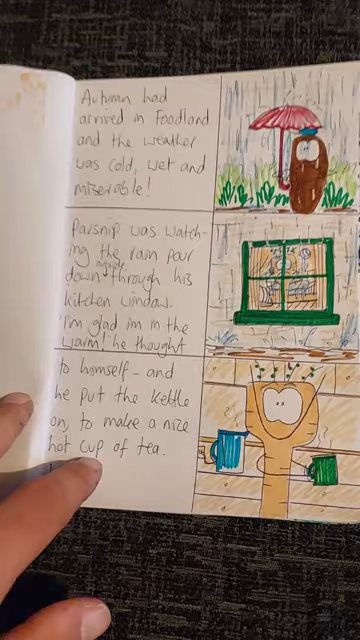 Autumn had
arrived in Foodland
and the weather
was cold, wet and
miserable!
Parsnip was watch-
ing the rain pour
down outside through his
kitchen window.
'I'm glad im in the
warm,' he thought
to himself - and
he put the kettle
on, to make a nice
hot cup of tea.